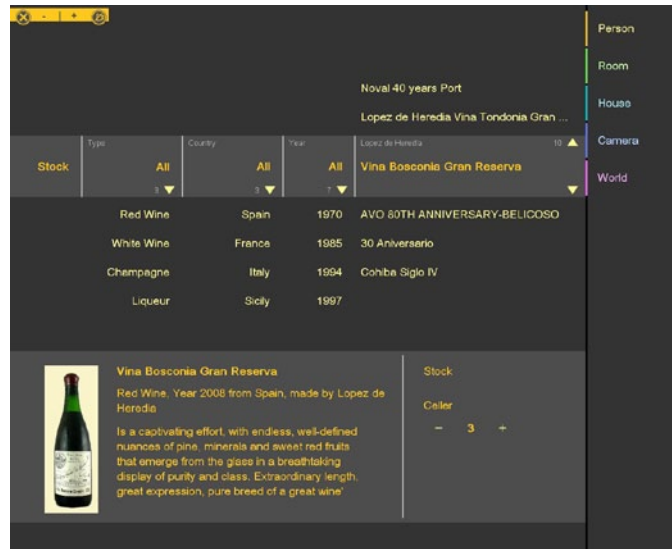 - | +
Person
Room
House
Camera
World
Noval 40 years Port
Lopez de Heredia Vina Tondonia Gran ...
Type Country Year Lopez de Heredia 10
Stock All All All Vina Bosconia Gran Reserva
3 3 7
Red Wine Spain 1970 AVO 80TH ANNIVERSARY-BELICOSO
White Wine France 1985 30 Aniversario
Champagne Italy 1994 Cohiba Siglo IV
Liqueur Sicily 1997
Vina Bosconia Gran Reserva
Red Wine, Year 2008 from Spain, made by Lopez de
Heredia
Is a captivating effort, with endless, well-defined
nuances of pine, minerals and sweet red fruits
that emerge from the glass in a breathtaking
display of purity and class. Extraordinary length,
great expression, pure breed of a great wine'
Stock
Celler
− 3 +